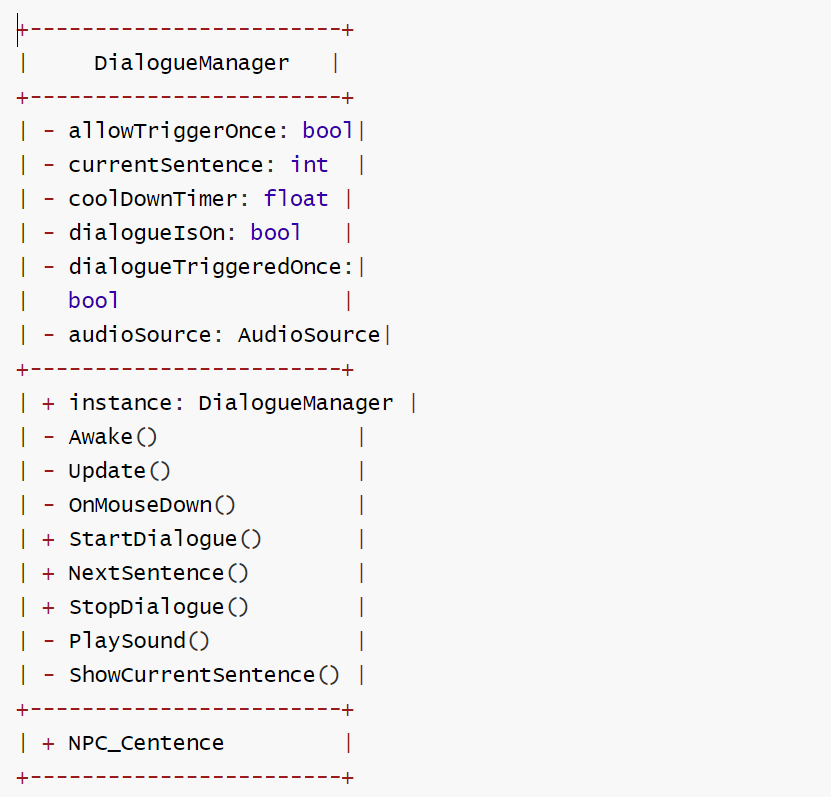 +------------------------+
|     DialogueManager   |
+------------------------+
| - allowTriggerOnce: bool|
| - currentSentence: int  |
| - coolDownTimer: float |
| - dialogueIsOn: bool   |
| - dialogueTriggeredOnce:|
|   bool                 |
| - audioSource: AudioSource|
+------------------------+
| + instance: DialogueManager |
| - Awake()               |
| - Update()              |
| - OnMouseDown()         |
| + StartDialogue()       |
| + NextSentence()        |
| + StopDialogue()        |
| - PlaySound()           |
| - ShowCurrentSentence() |
+------------------------+
| + NPC_Centence         |
+------------------------+